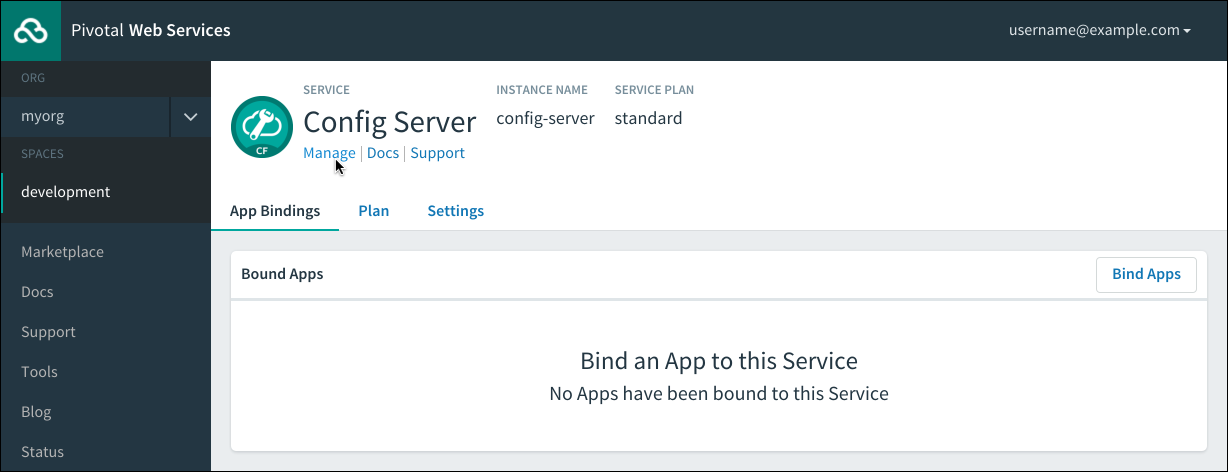 Pivotal Web Services
username@example.com
ORG
myorg
SPACES
development
Marketplace
Docs
Support
Tools
Blog
Status
CF
SERVICE
Config Server
Manage | Docs | Support
INSTANCE NAME
config-server
SERVICE PLAN
standard
App Bindings Plan Settings
Bound Apps Bind Apps
Bind an App to this Service
No Apps have been bound to this Service